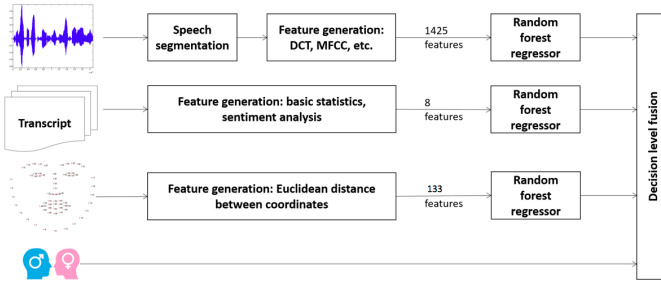 Speech
segmentation
Feature generation:
DCT, MFCC, etc.
1425
features
Random
forest
regressor
Transcript
Feature generation: basic statistics,
sentiment analysis
8
features
Random
forest
regressor
Feature generation: Euclidean distance
between coordinates
133
features
Random
forest
regressor
Decision level fusion